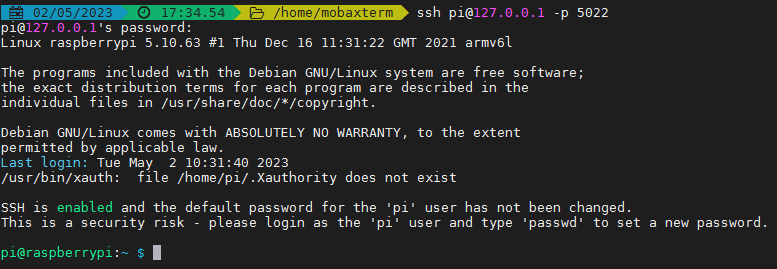 02/05/2023 17:34.54 /home/mobaxterm ssh pi@127.0.0.1 -p 5022
pi@127.0.0.1's password:
Linux raspberrypi 5.10.63 #1 Thu Dec 16 11:31:22 GMT 2021 armv6l
The programs included with the Debian GNU/Linux system are free software;
the exact distribution terms for each program are described in the
individual files in /usr/share/doc/*/copyright.
Debian GNU/Linux comes with ABSOLUTELY NO WARRANTY, to the extent
permitted by applicable law.
Last login: Tue May  2 10:31:40 2023
/usr/bin/xauth:  file /home/pi/.Xauthority does not exist
SSH is enabled and the default password for the 'pi' user has not been changed.
This is a security risk - please login as the 'pi' user and type 'passwd' to set a new password.
pi@raspberrypi:~ $